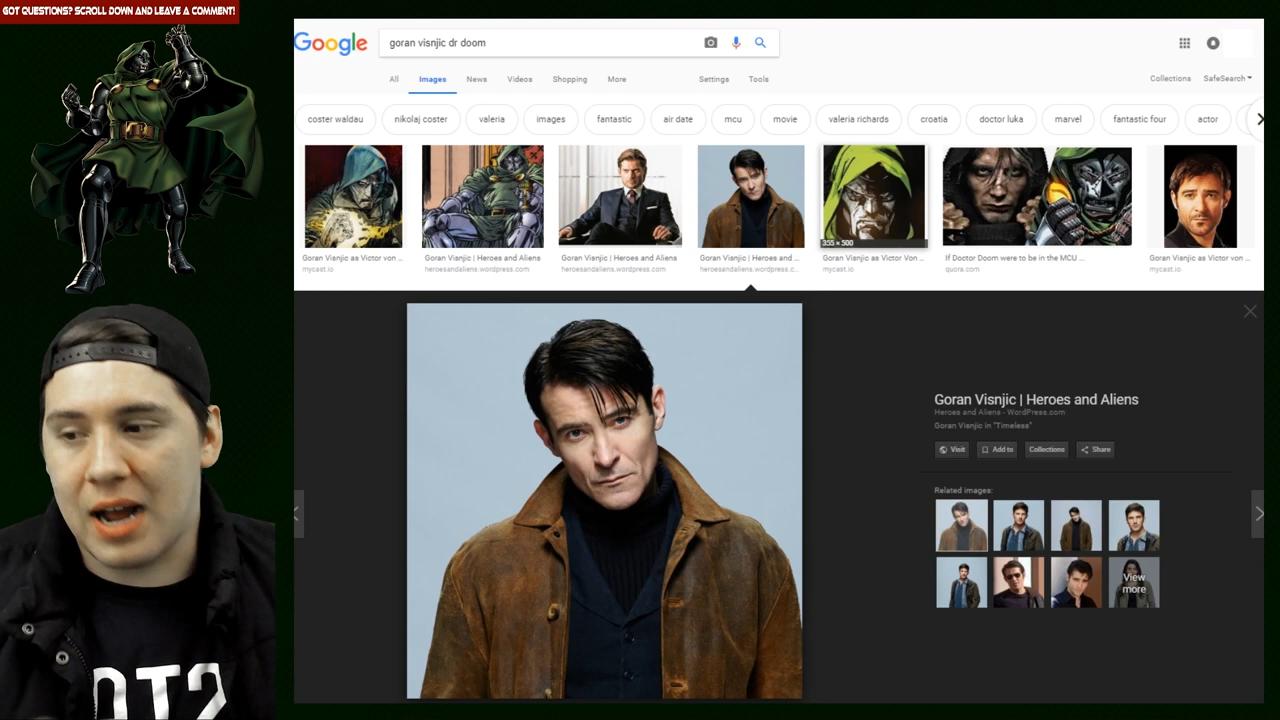 GOT QUESTIONS? SCROLL DOWN AND LEAVE A COMMENT!
Google
goran visnjic dr doom
All Images News Videos Shopping More Settings Tools
Collections SafeSearch
coster waldau nikolaj coster valeria images fantastic air date mcu movie valeria richards croatia doctor luka marvel fantastic four actor
355 × 500
Goran Visnjic as Victor von ... Goran Visnjic | Heroes and Aliens Goran Visnjic | Heroes and Aliens Goran Visnjic | Heroes and ... Goran Visnjic as Victor Von ... If Doctor Doom were to be in the MCU ... Goran Visnjic as Victor von ...
mycast.io heroesandaliens.wordpress.com heroesandaliens.wordpress.com heroesandaliens.wordpress.c... mycast.io quora.com mycast.io
Goran Visnjic | Heroes and Aliens
Heroes and Aliens - WordPress.com
Goran Visnjic in "Timeless"
Visit Add to Collections Share
Related images:
View
more